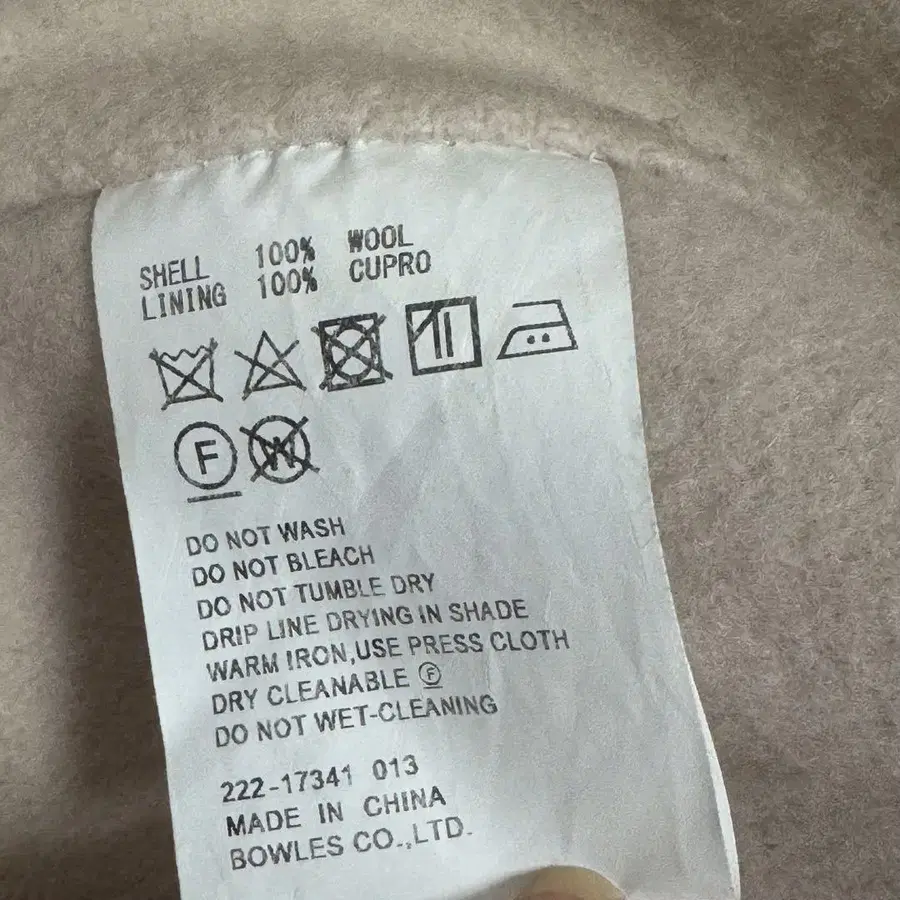 SHELL 100% WOOL
LINING 100% CUPRO
F W
DO NOT WASH
DO NOT BLEACH
DO NOT TUMBLE DRY
DRIP LINE DRYING IN SHADE
WARM IRON,USE PRESS CLOTH
DRY CLEANABLE Ⓕ
DO NOT WET-CLEANING
222-17341 013
MADE IN CHINA
BOWLES CO.,LTD.